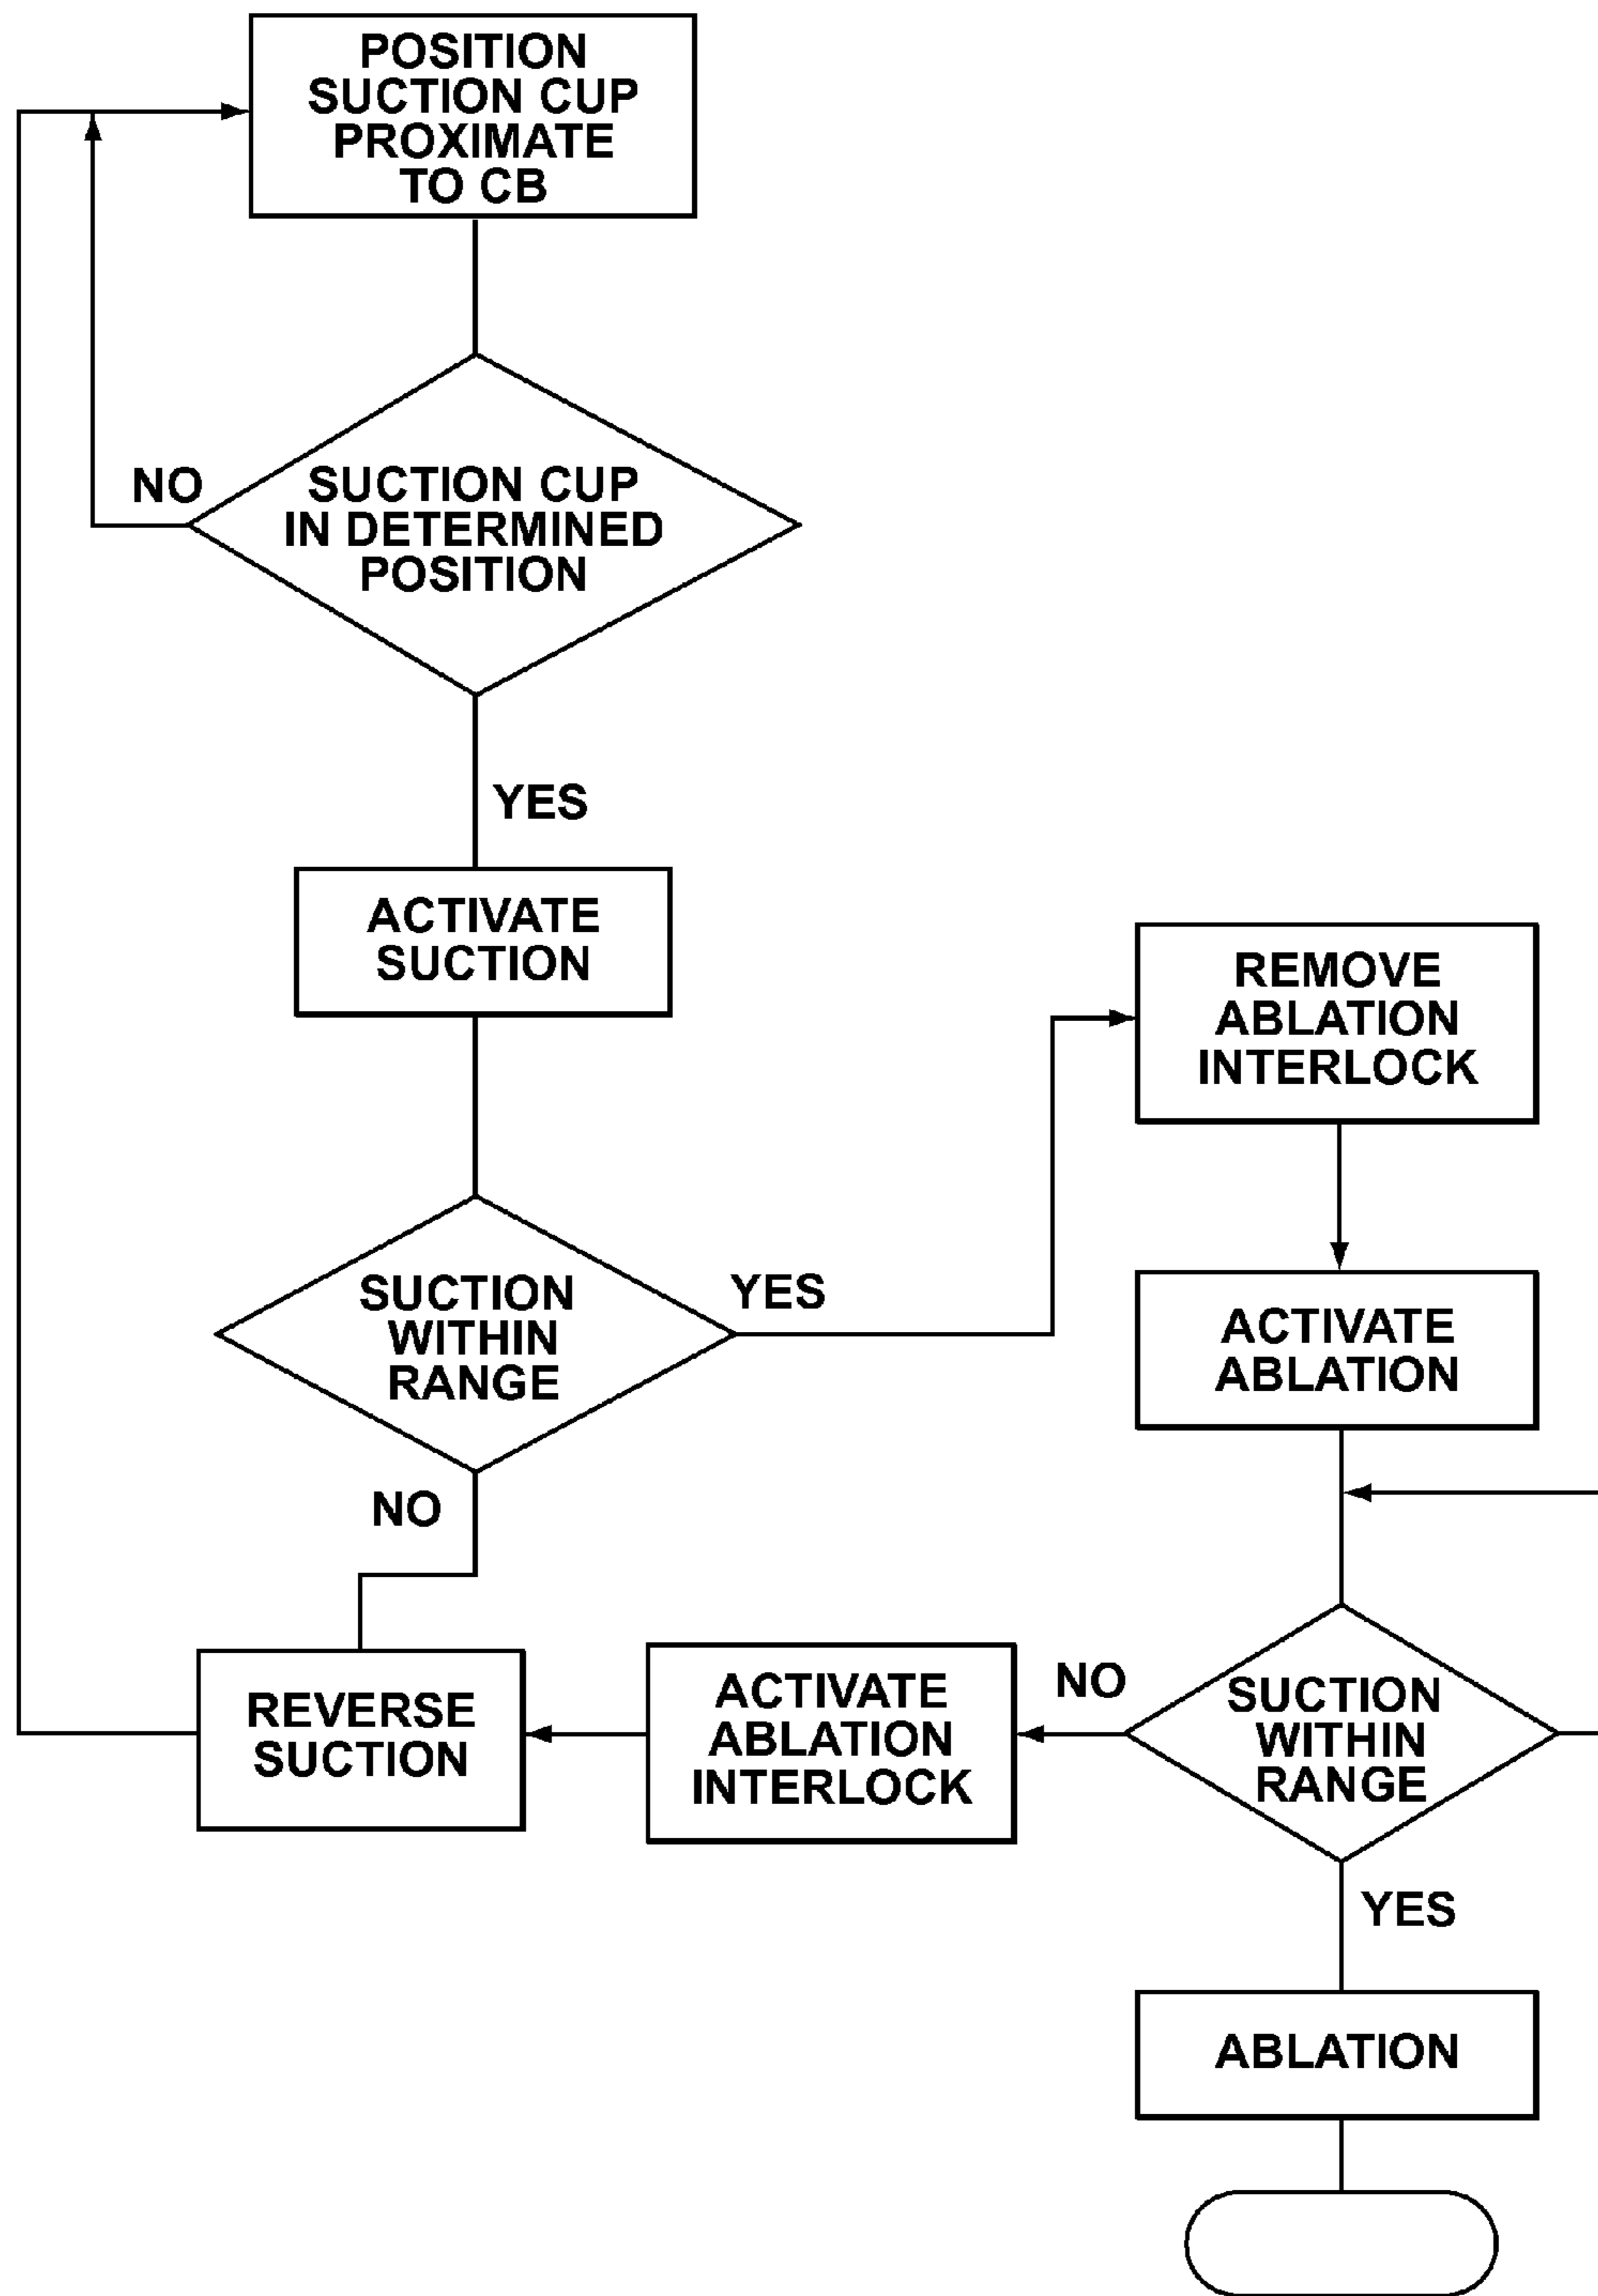 POSITION
SUCTION CUP
PROXIMATE
TO CB
NO
SUCTION CUP
IN DETERMINED
POSITION
YES
ACTIVATE
SUCTION
REMOVE
ABLATION
INTERLOCK
SUCTION
WITHIN
RANGE
YES
ACTIVATE
ABLATION
NO
REVERSE
SUCTION
ACTIVATE
ABLATION
INTERLOCK
NO
SUCTION
WITHIN
RANGE
YES
ABLATION